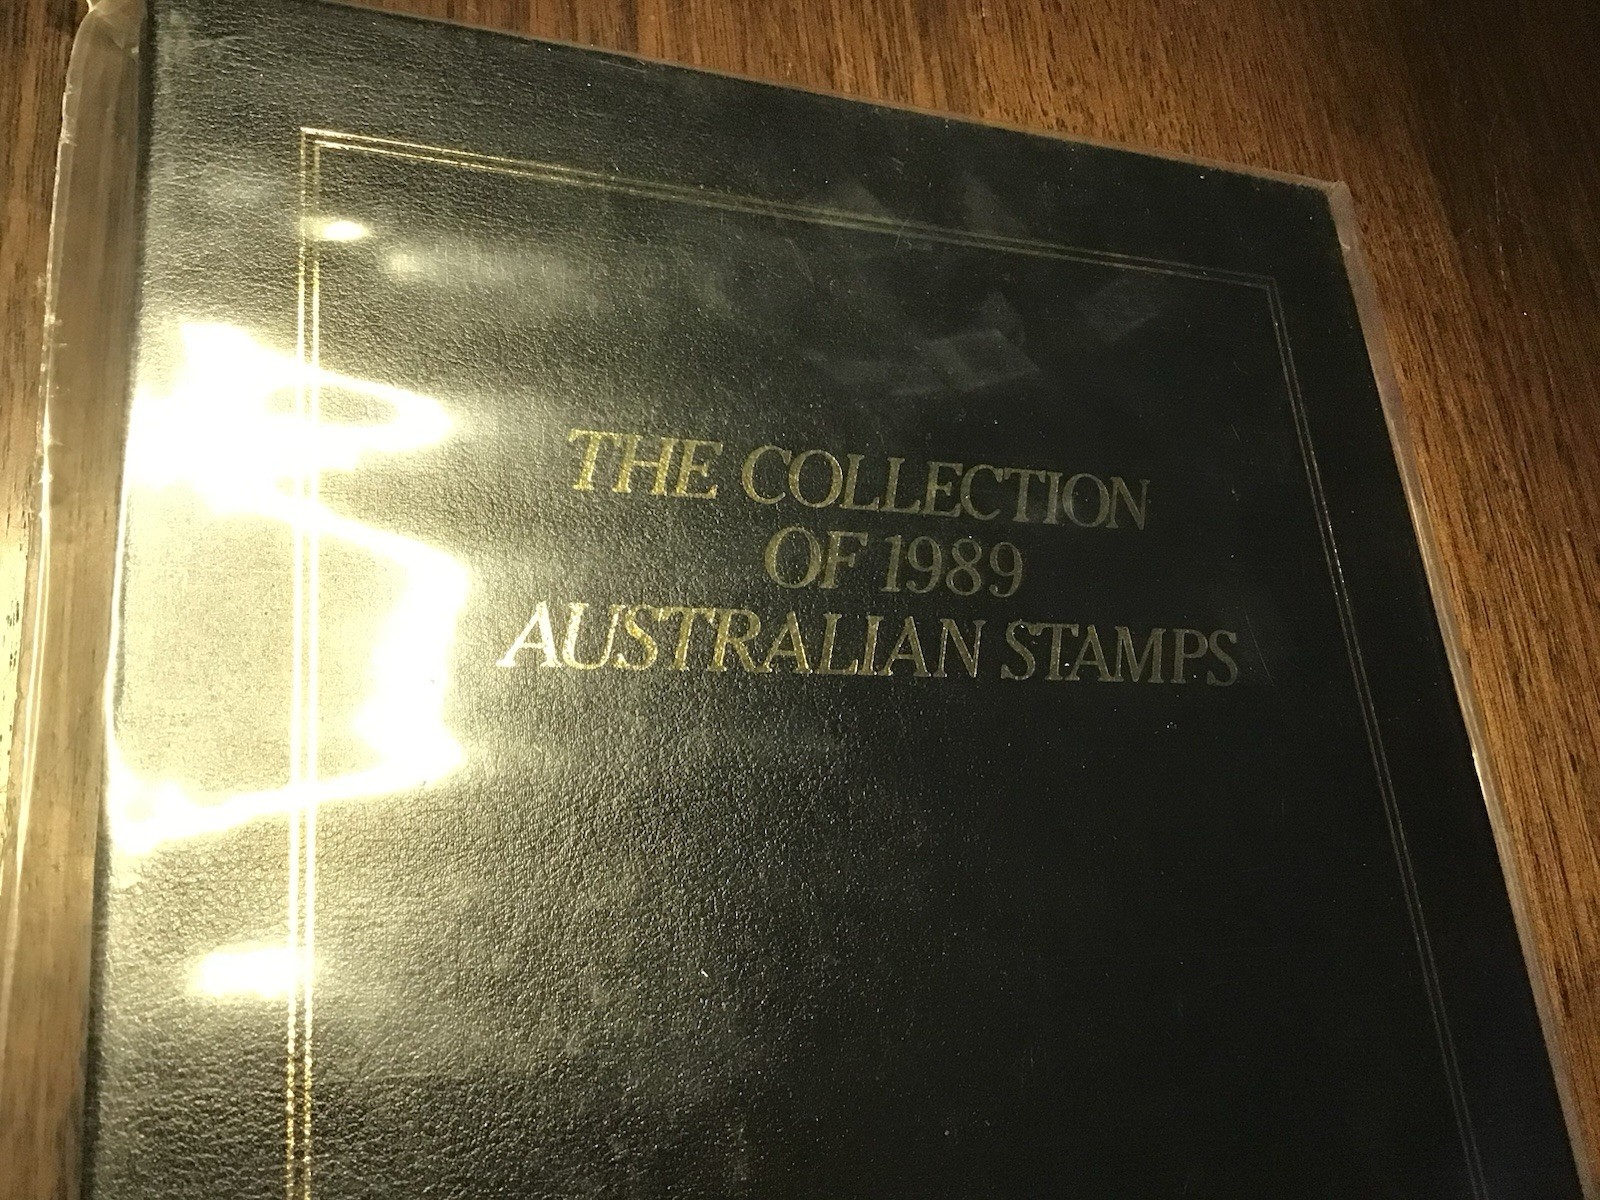 THE COLLECTION
OF 1989
AUSTRALIAN STAMPS